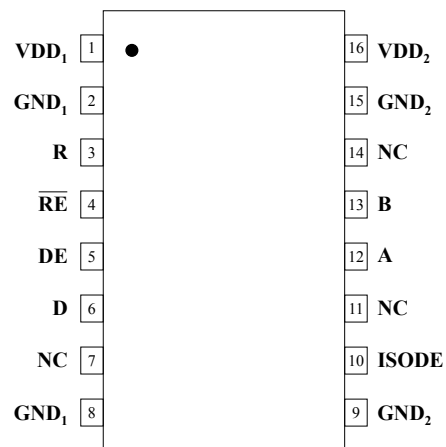 VDD₁ 1 16 VDD₂
GND₁ 2 15 GND₂
R 3 14 NC
R̅E̅ 4 13 B
DE 5 12 A
D 6 11 NC
NC 7 10 ISODE
GND₁ 8 9 GND₂